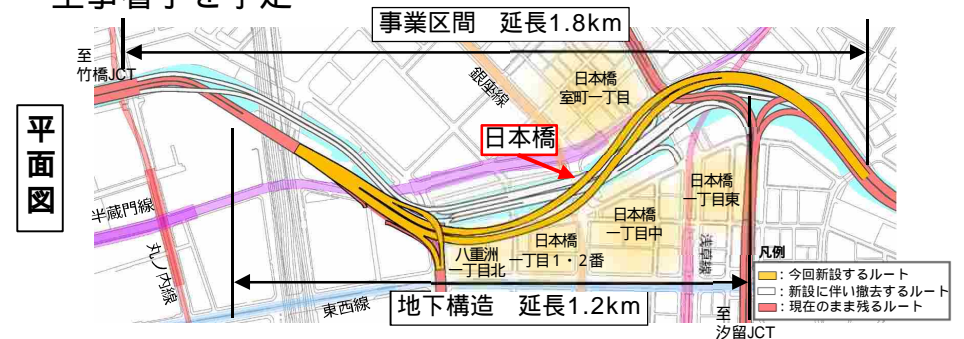 工事着手を予定
事業区間　延長1.8km
至
竹橋JCT
平面図
銀座線
日本橋
室町一丁目
日本橋
日本橋
一丁目東
日本橋
一丁目中
日本橋
一丁目1・2番
八重洲
一丁目北
半蔵門線
丸ノ内線
浅草線
東西線
地下構造　延長1.2km
凡例
：今回新設するルート
：新設に伴い撤去するルート
：現在のまま残るルート
至
汐留JCT